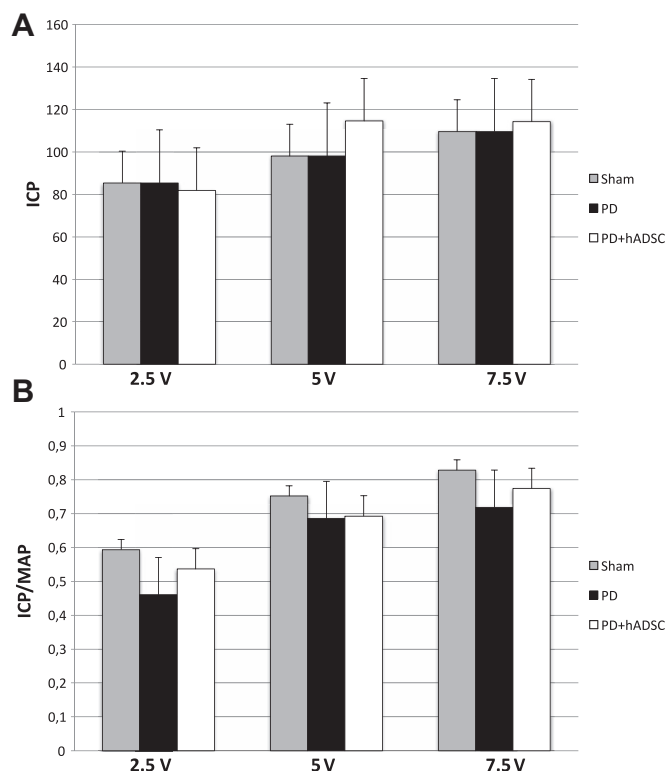 A
160
140
120
100
80
60
40
20
0
ICP
2.5 V 5 V 7.5 V
Sham
PD
PD+hADSC
B
1
0,9
0,8
0,7
0,6
0,5
0,4
0,3
0,2
0,1
0
ICP/MAP
2.5 V 5 V 7.5 V
Sham
PD
PD+hADSC